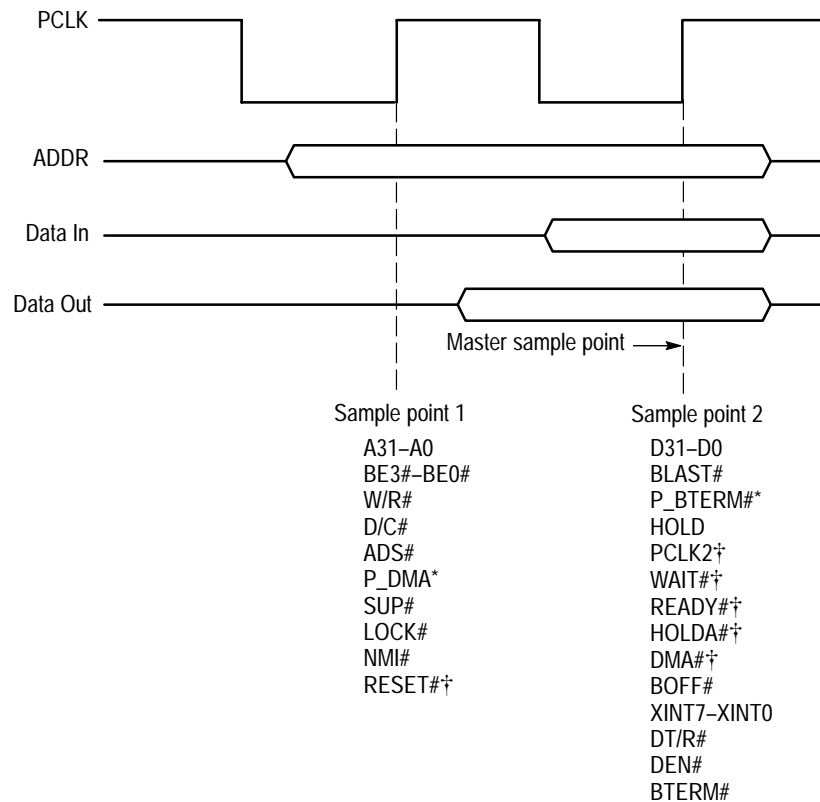 PCLK
ADDR
Data In
Data Out
Master sample point
Sample point 1
A31–A0
BE3#–BE0#
W/R#
D/C#
ADS#
P_DMA*
SUP#
LOCK#
NMI#
RESET#†
Sample point 2
D31–D0
BLAST#
P_BTERM#*
HOLD
PCLK2†
WAIT#†
READY#†
HOLDA#†
DMA#†
BOFF#
XINT7–XINT0
DT/R#
DEN#
BTERM#